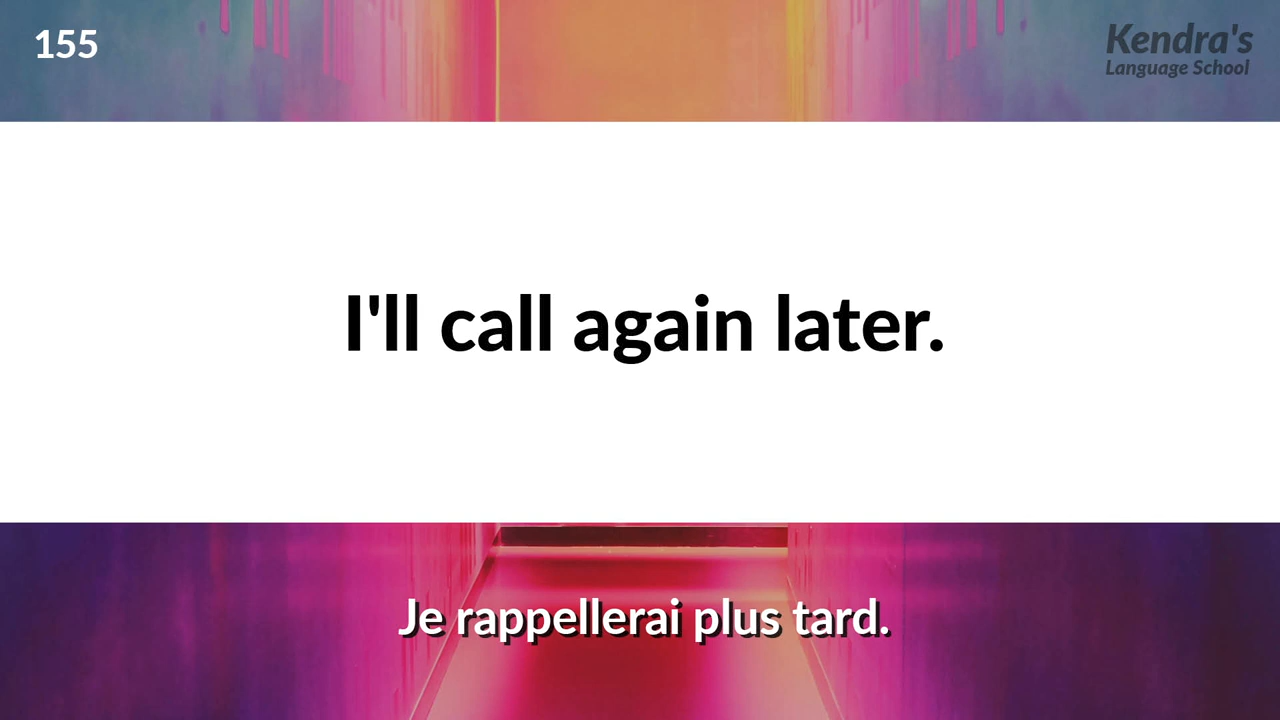 155
Kendra's
Language School
I'll call again later.
Je rappellerai plus tard.